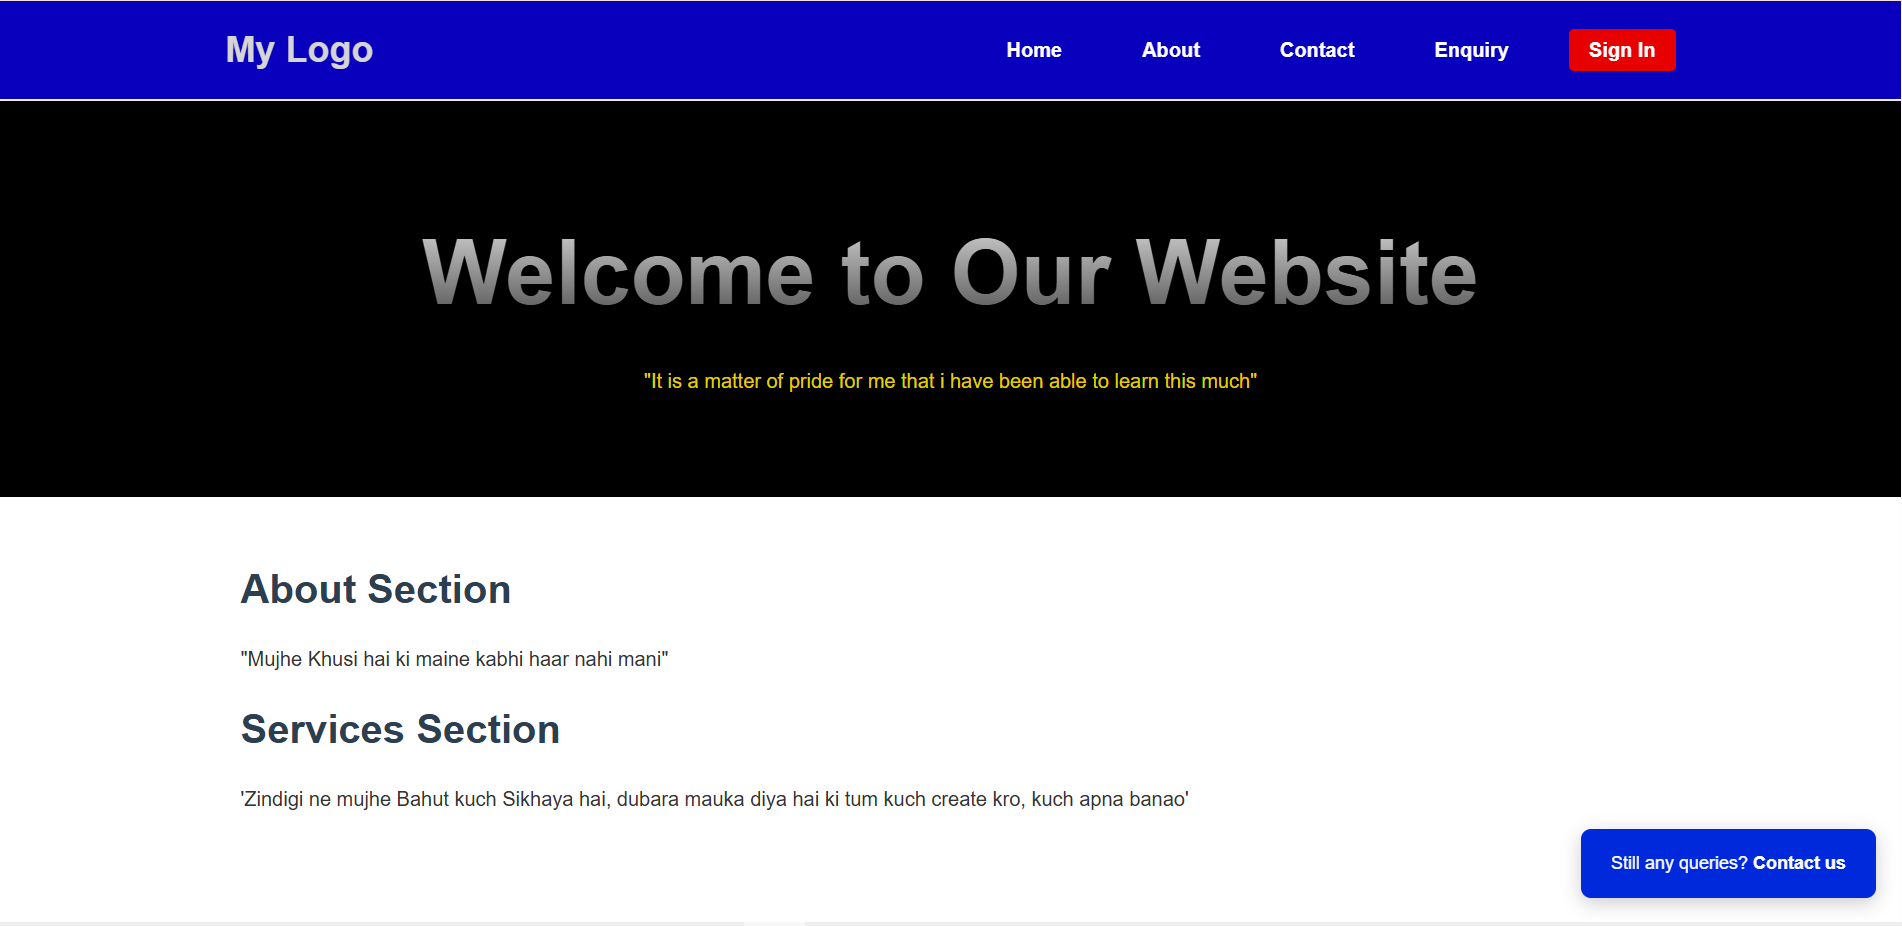 My Logo
Home About Contact Enquiry Sign In
Welcome to Our Website
"It is a matter of pride for me that i have been able to learn this much"
About Section
"Mujhe Khusi hai ki maine kabhi haar nahi mani"
Services Section
'Zindigi ne mujhe Bahut kuch Sikhaya hai, dubara mauka diya hai ki tum kuch create kro, kuch apna banao'
Still any queries? Contact us